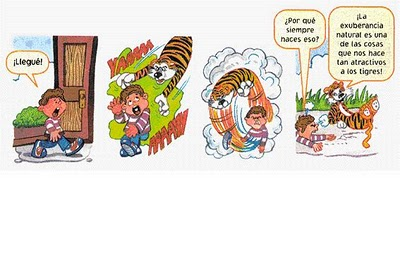 ¡Llegué!
YAAAAA
AAAAAHH
¿Por qué
siempre
haces eso?
¡La
exuberancia
natural es una
de las cosas
que nos hace
tan atractivos
a los tigres!